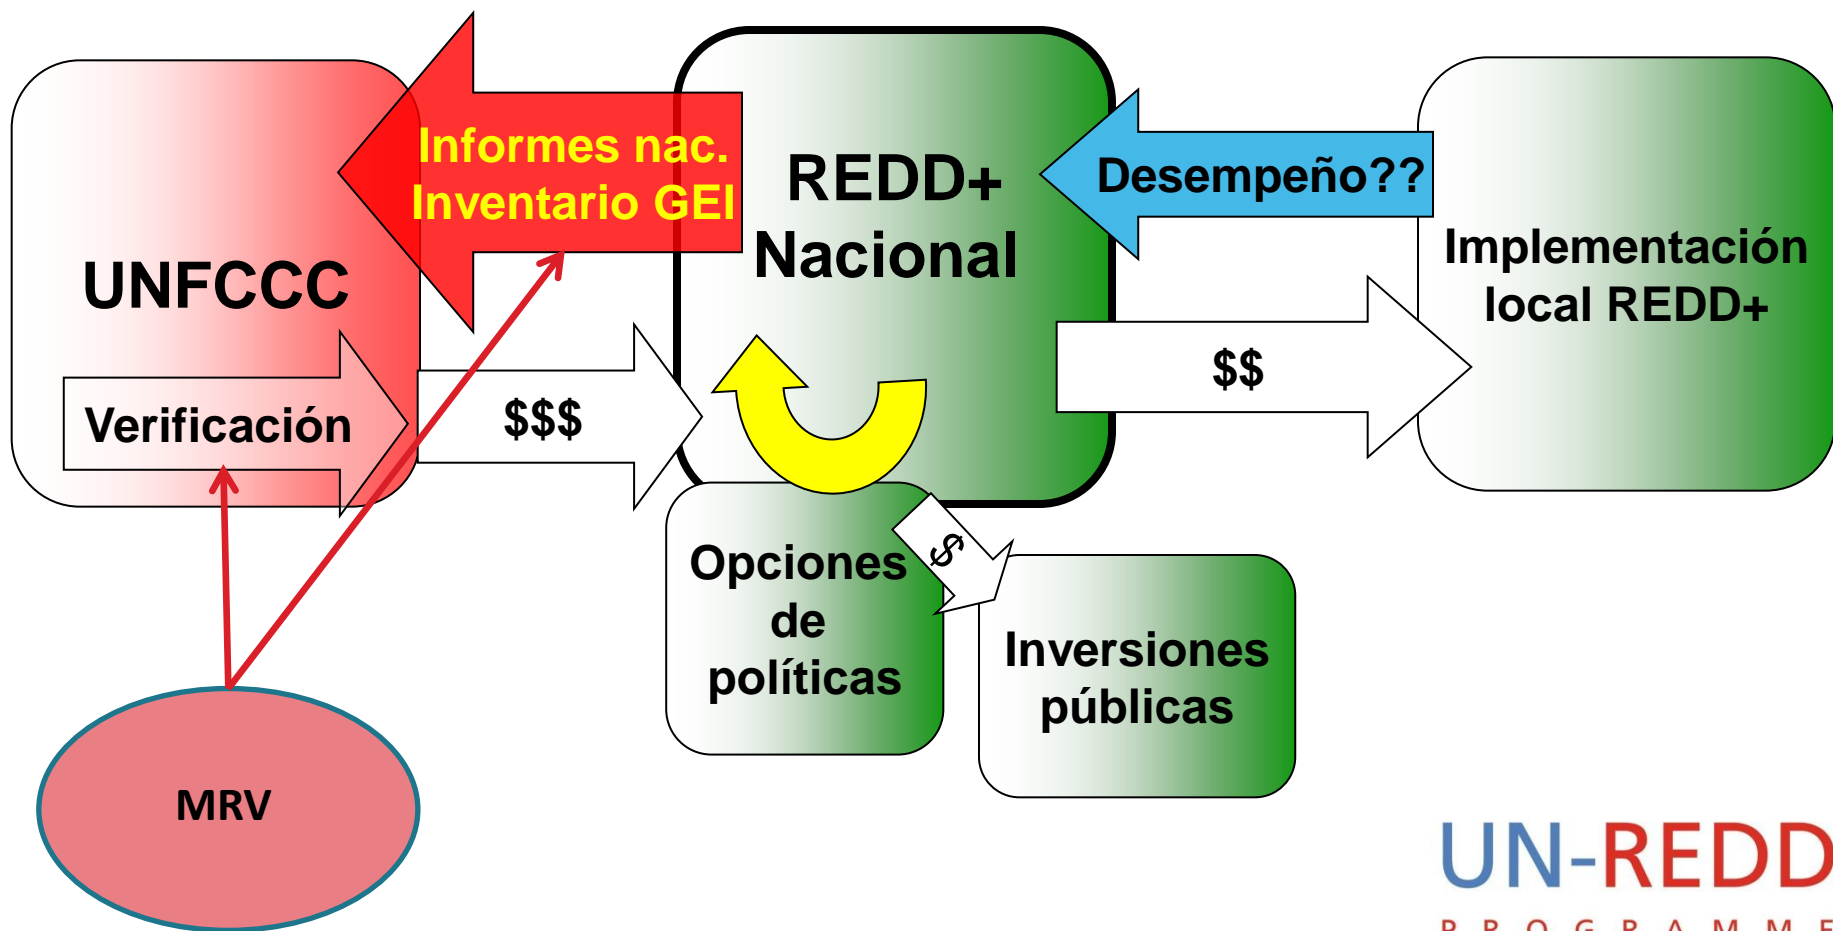 UNFCCC
Verificación
Informes nac.
Inventario GEI
$$$
REDD+
Nacional
Desempeño??
$$
Implementación
local REDD+
Opciones
de
políticas
$
Inversiones
públicas
MRV
UN-REDD
PROGRAMME